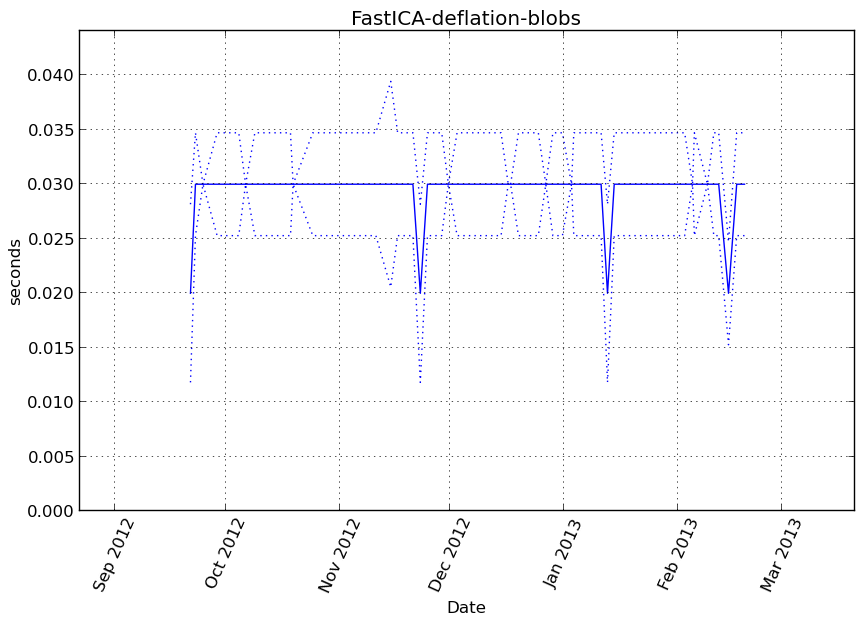 FastICA-deflation-blobs
0.040
0.035
0.030
0.025
0.020
0.015
0.010
0.005
0.000
seconds
Sep 2012
Oct 2012
Nov 2012
Dec 2012
Jan 2013
Feb 2013
Mar 2013
Date